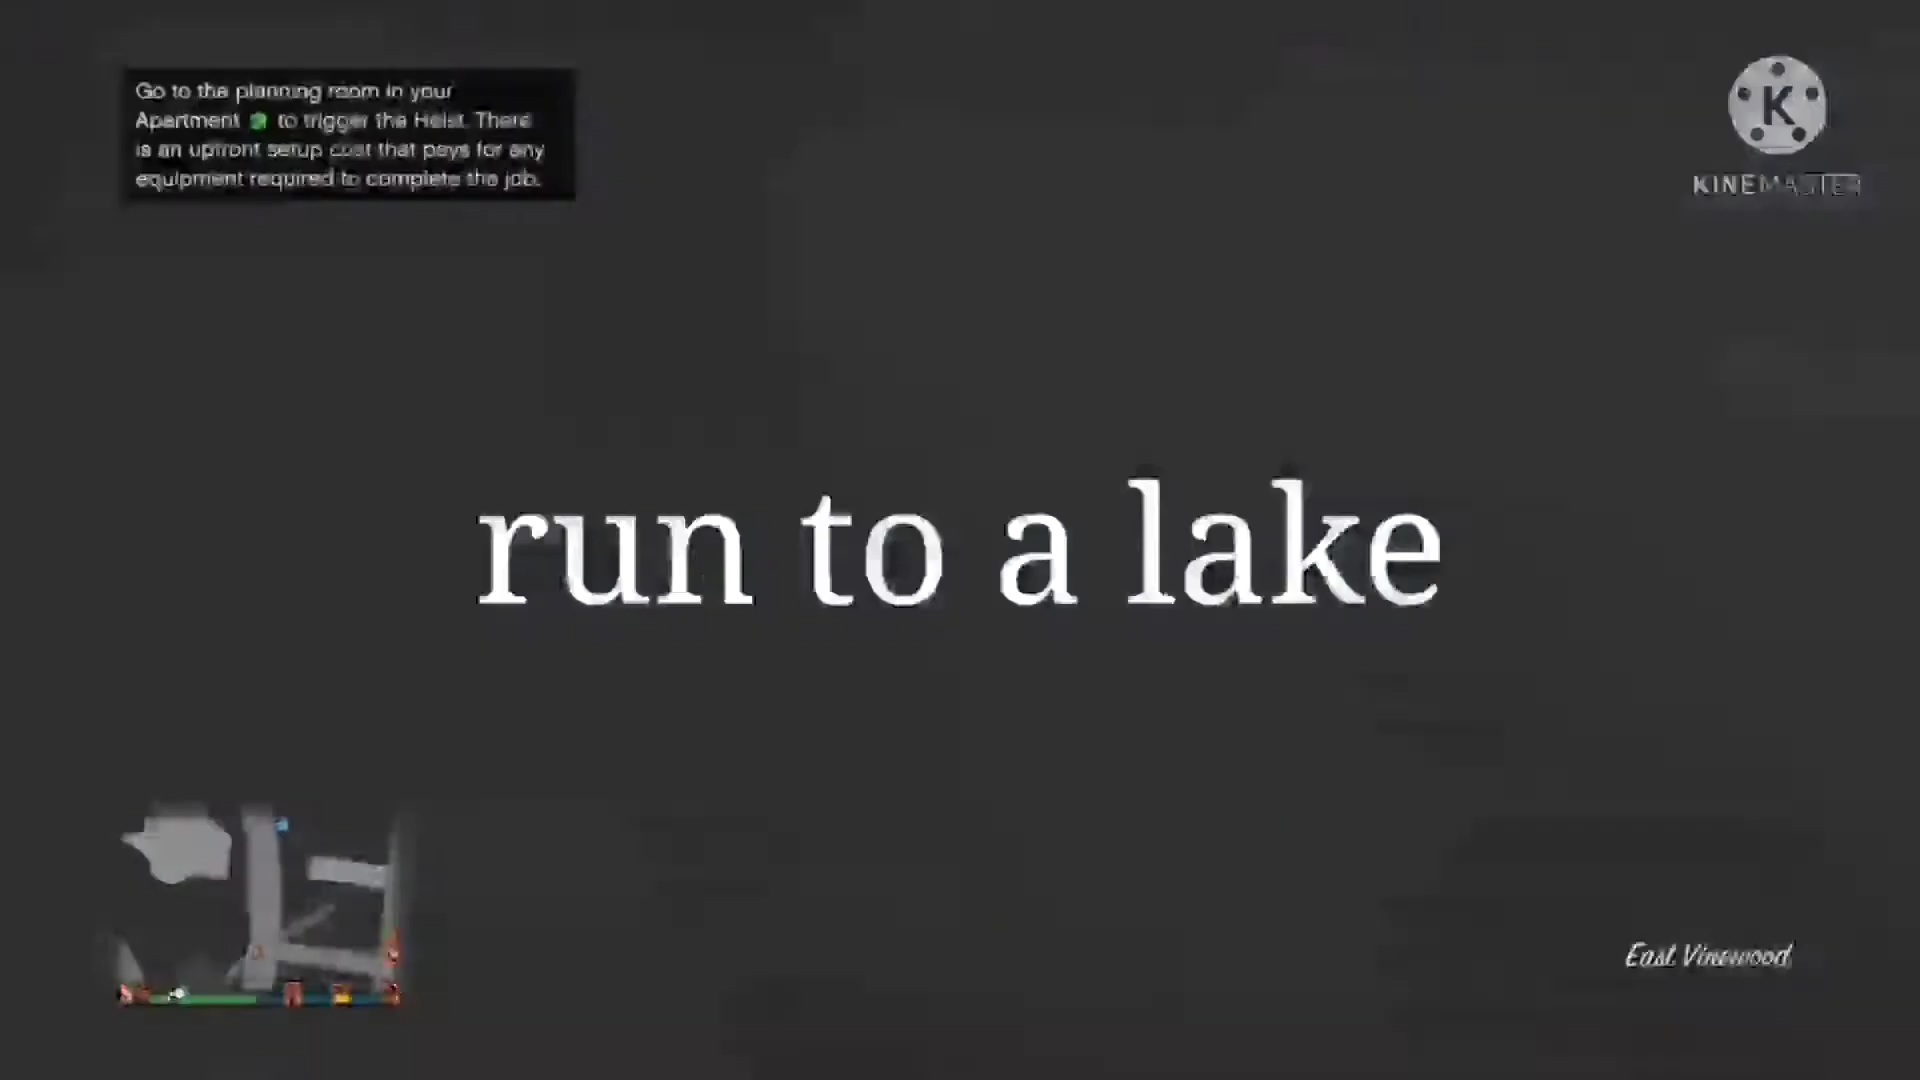 Go to the planning room in your
Apartment to trigger the Heist. There
is an upfront setup cost that pays for any
equipment required to complete the job.
K
KINEMASTER
run to a lake
East Vinewood